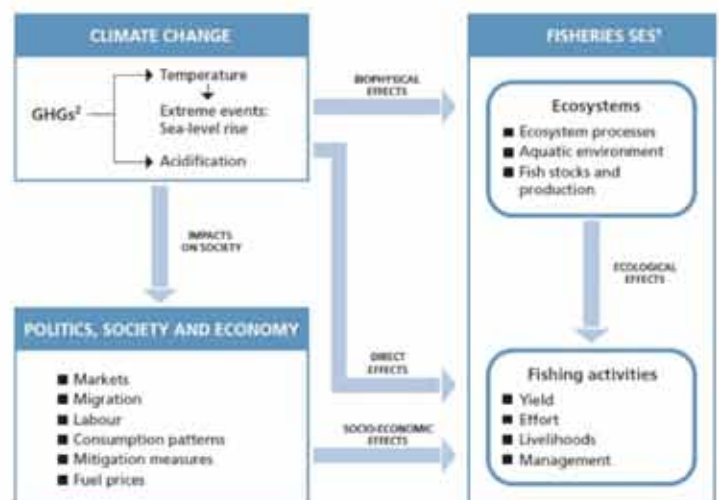 CLIMATE CHANGE
GHGs²
Temperature
Extreme events:
Sea-level rise
Acidification
IMPACTS
ON SOCIETY
POLITICS, SOCIETY AND ECONOMY
■ Markets
■ Migration
■ Labour
■ Consumption patterns
■ Mitigation measures
■ Fuel prices
BIOPHYSICAL
EFFECTS
DIRECT
EFFECTS
SOCIO-ECONOMIC
EFFECTS
FISHERIES SES¹
Ecosystems
■ Ecosystem processes
■ Aquatic environment
■ Fish stocks and
production
ECOLOGICAL
EFFECTS
Fishing activities
■ Yield
■ Effort
■ Livelihoods
■ Management